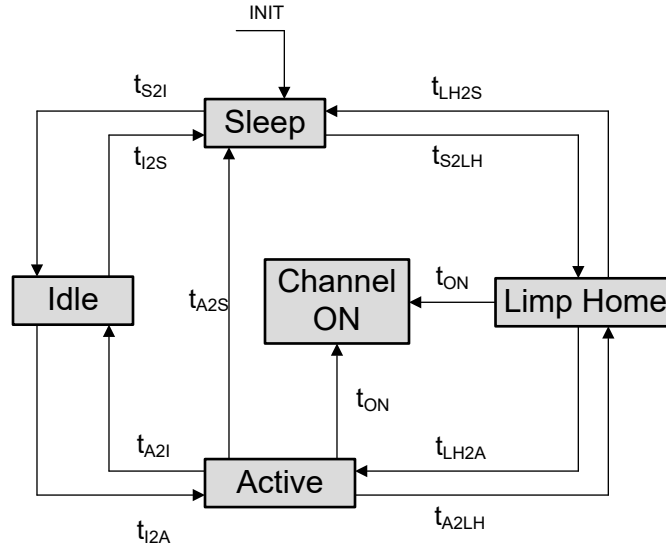 INIT
tS2I
tLH2S
Sleep
tI2S
tS2LH
Idle
tA2S
Channel
ON
tON
Limp Home
tON
tA2I
tLH2A
Active
tI2A
tA2LH